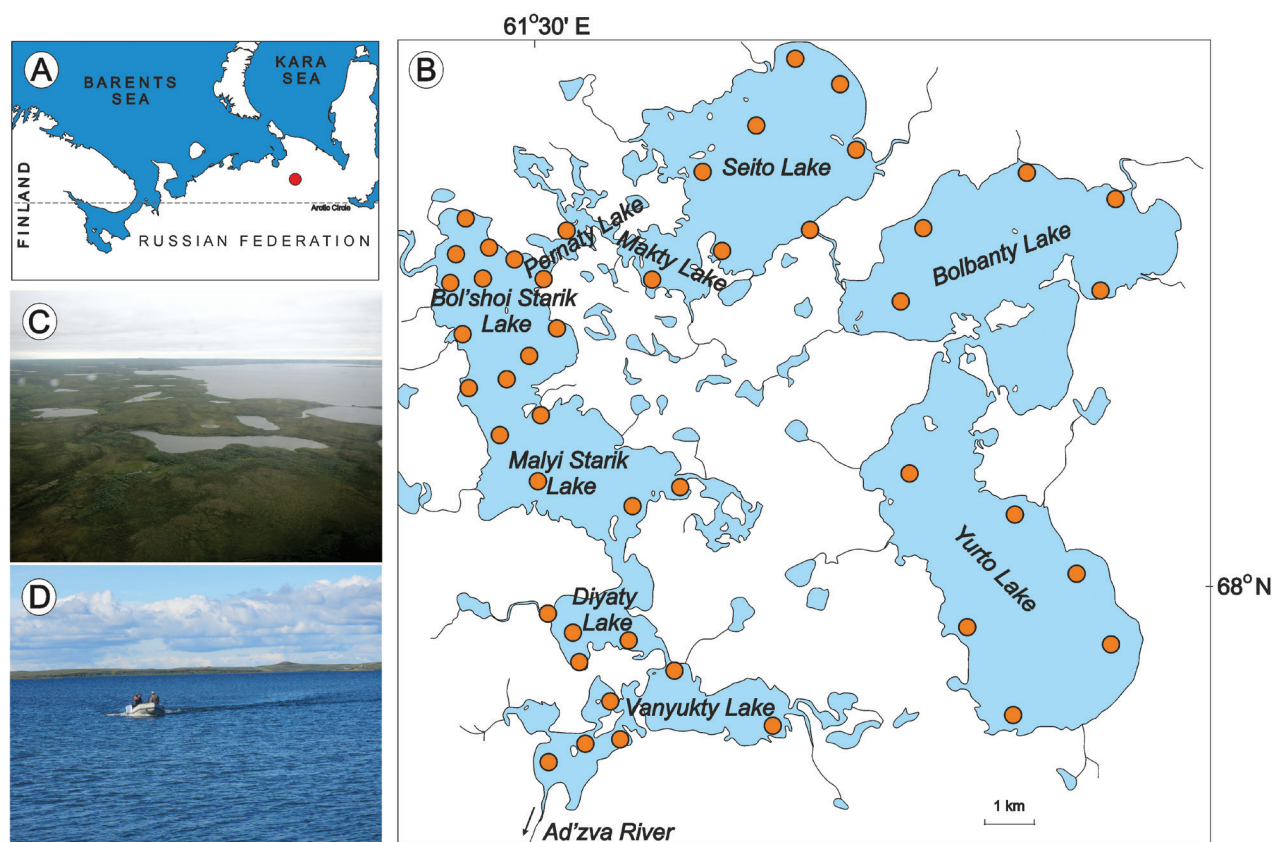 61°30' E
A
BARENTS
SEA
KARA
SEA
FINLAND
Arctic Circle
RUSSIAN FEDERATION
B
Seito Lake
Pernaty Lake
Makty Lake
Bolbanty Lake
Bol'shoi Starik
Lake
Malyi Starik
Lake
Yurto Lake
68° N
Diyaty
Lake
Vanyukty Lake
1 km
Ad'zva River
C
D